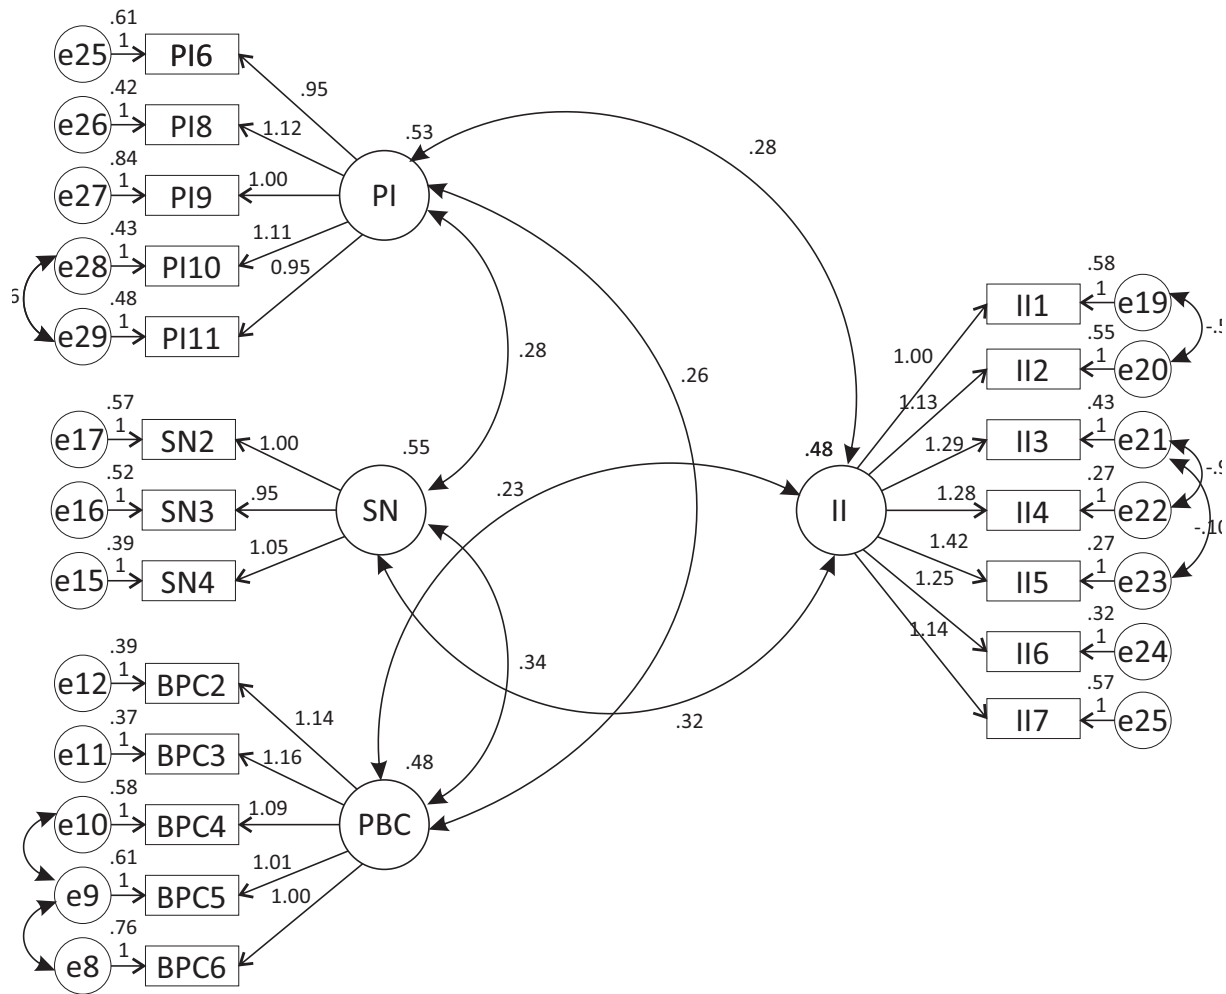 .61
e25 1 PI6
.95
.42
e26 1 PI8
1.12
.53
.28
.84
e27 1 PI9
1.00
PI
.43
e28 1 PI10
1.11
.48
e29 1 PI11
0.95
.28
.26
.58
II1 1 e19
1.00
.55
II2 1 e20
1.13
.57
e17 1 SN2
1.00
.55
.43
II3 1 e21
1.29
.48
.52
e16 1 SN3
.95
SN
.23
II
1.28
.27
II4 1 e22
.39
e15 1 SN4
1.05
1.42
.27
II5 1 e23
1.25
.32
II6 1 e24
1.14
.57
II7 1 e25
.34
.32
.39
e12 1 BPC2
1.14
.37
e11 1 BPC3
1.16
.48
.58
e10 1 BPC4
1.09
PBC
.61
e9 1 BPC5
1.01
.76
e8 1 BPC6
1.00